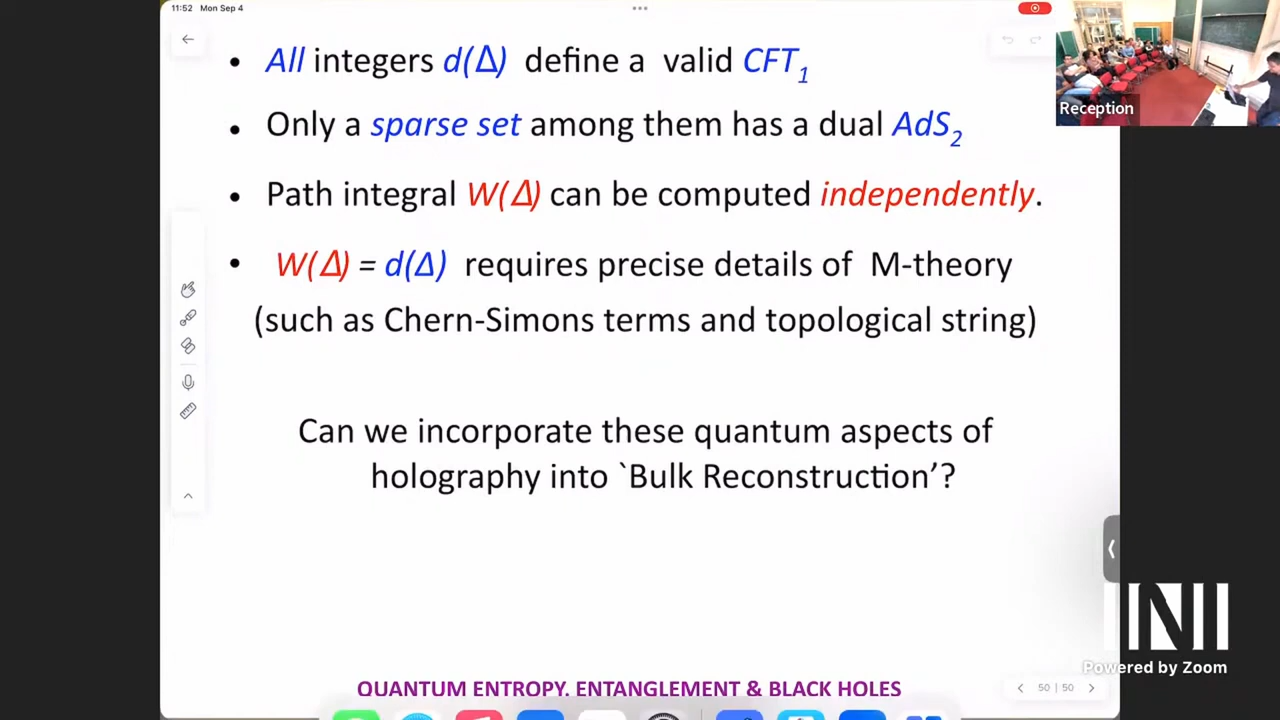 11:52 Mon Sep 4
• All integers d(Δ) define a valid CFT₁
Reception
• Only a sparse set among them has a dual AdS₂
• Path integral W(Δ) can be computed independently.
• W(Δ) = d(Δ) requires precise details of M-theory
(such as Chern-Simons terms and topological string)
Can we incorporate these quantum aspects of
holography into `Bulk Reconstruction’?
INI
Powered by Zoom
QUANTUM ENTROPY, ENTANGLEMENT & BLACK HOLES
50 | 50